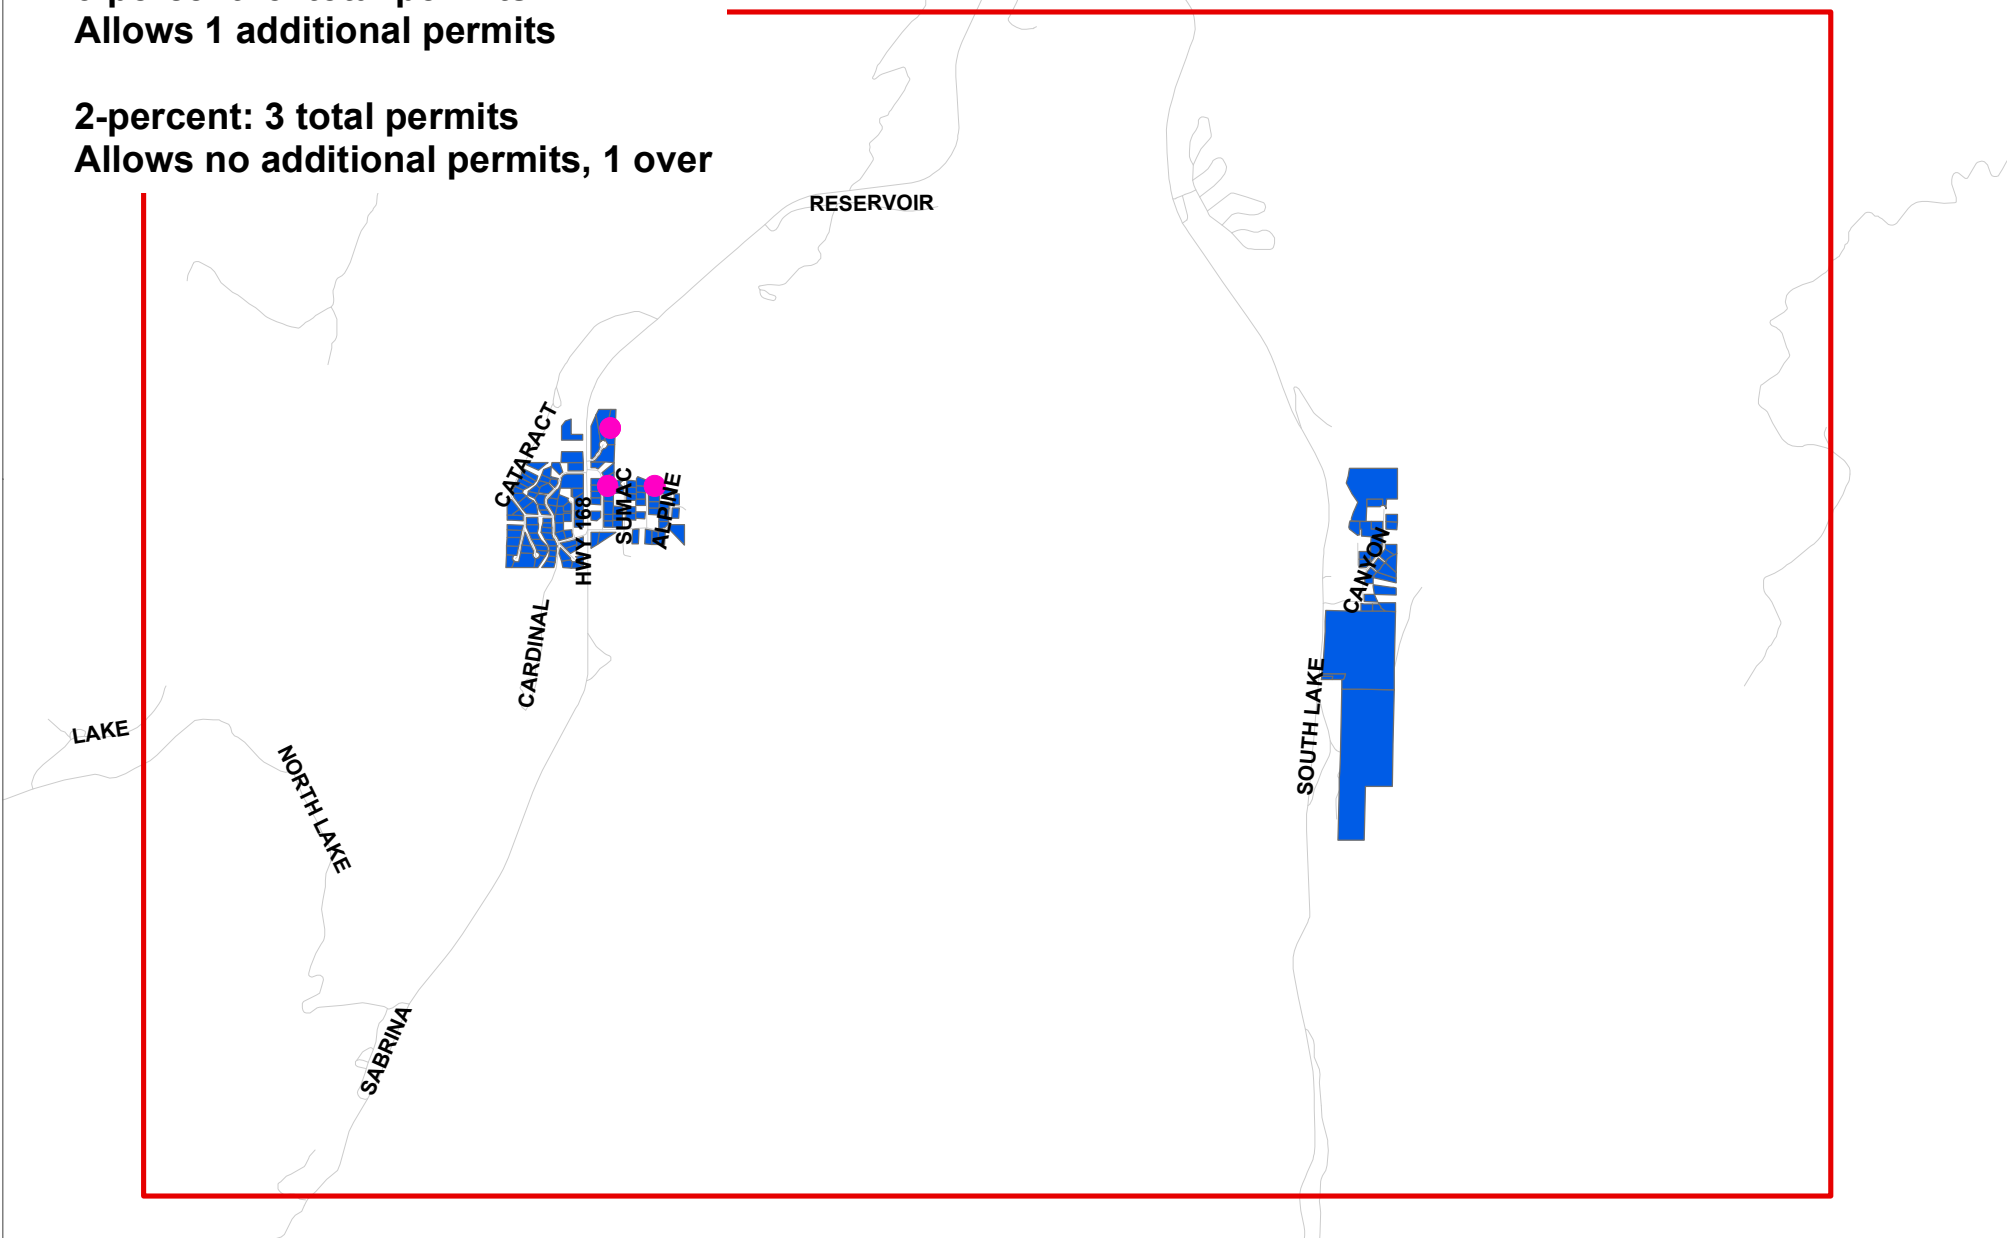 Allows 1 additional permits
2-percent: 3 total permits
Allows no additional permits, 1 over
RESERVOIR
CATARACT
SUMAC
ALPINE
HWY 168
CANYON
CARDINAL
SOUTH LAKE
LAKE
NORTH LAKE
SABRINA